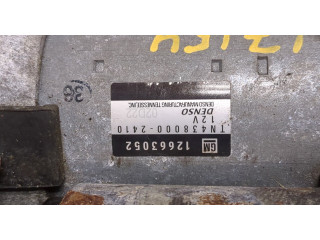 GM 12663052
TN438000-2410
12V
DENSO
DENSO MANUFACTURING TENNESSEE, INC.
36